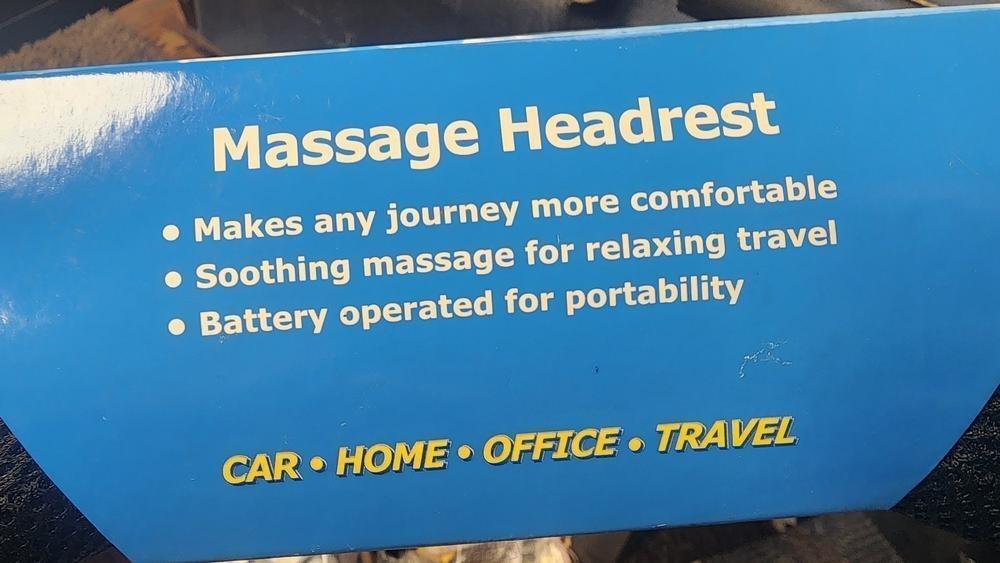 Massage Headrest
• Makes any journey more comfortable
• Soothing massage for relaxing travel
• Battery operated for portability
CAR • HOME • OFFICE • TRAVEL